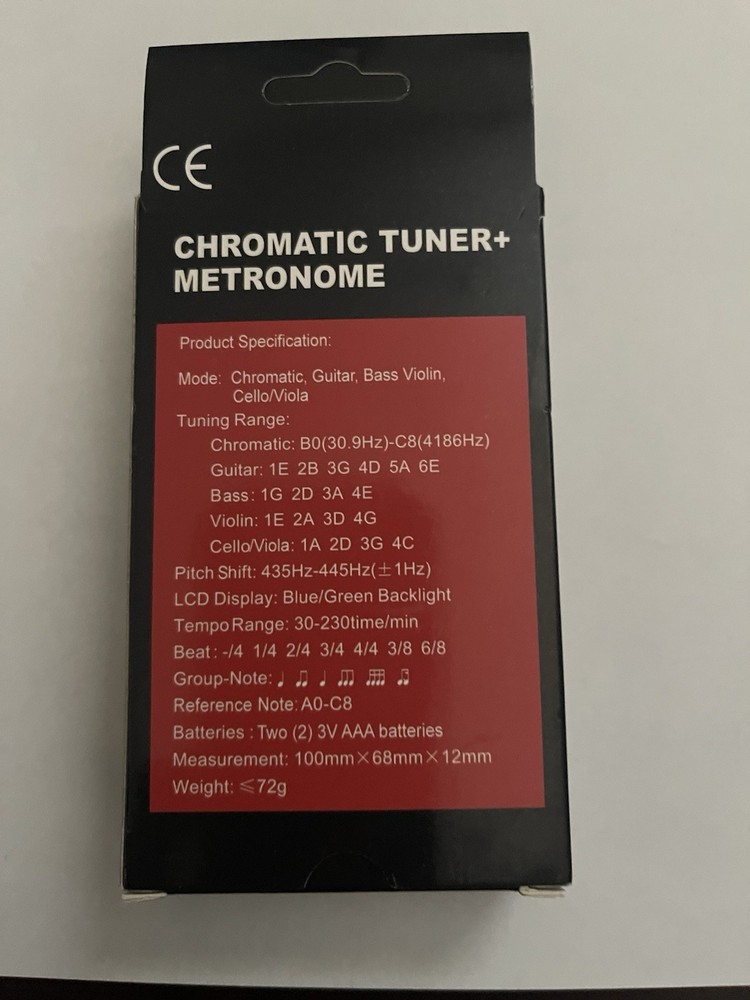 CE
CHROMATIC TUNER+
METRONOME
Product Specification:
Mode: Chromatic, Guitar, Bass Violin,
Cello/Viola
Tuning Range:
Chromatic: B0(30.9Hz)-C8(4186Hz)
Guitar: 1E 2B 3G 4D 5A 6E
Bass: 1G 2D 3A 4E
Violin: 1E 2A 3D 4G
Cello/Viola: 1A 2D 3G 4C
Pitch Shift: 435Hz-445Hz(±1Hz)
LCD Display: Blue/Green Backlight
Tempo Range: 30-230time/min
Beat: -/4 1/4 2/4 3/4 4/4 3/8 6/8
Group-Note:
Reference Note: A0-C8
Batteries : Two (2) 3V AAA batteries
Measurement: 100mm×68mm×12mm
Weight: ≤72g